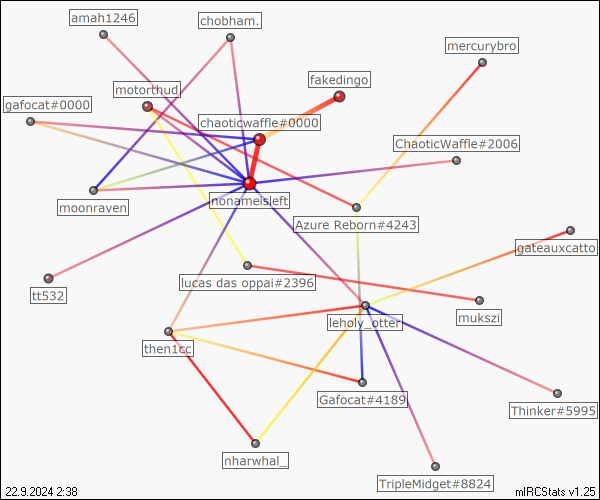 amah1246
chobham.
mercurybro
fakedingo
motorthud
gafocat#0000
chaoticwaffle#0000
ChaoticWaffle#2006
nonameisleft
moonraven
Azure Reborn#4243
gateauxcatto
lucas das oppai#2396
tt532
mukszi
leholy_otter
then1cc
Gafocat#4189
Thinker#5995
nharwhal_
TripleMidget#8824
22.9.2024 2:38
mIRCStats v1.25